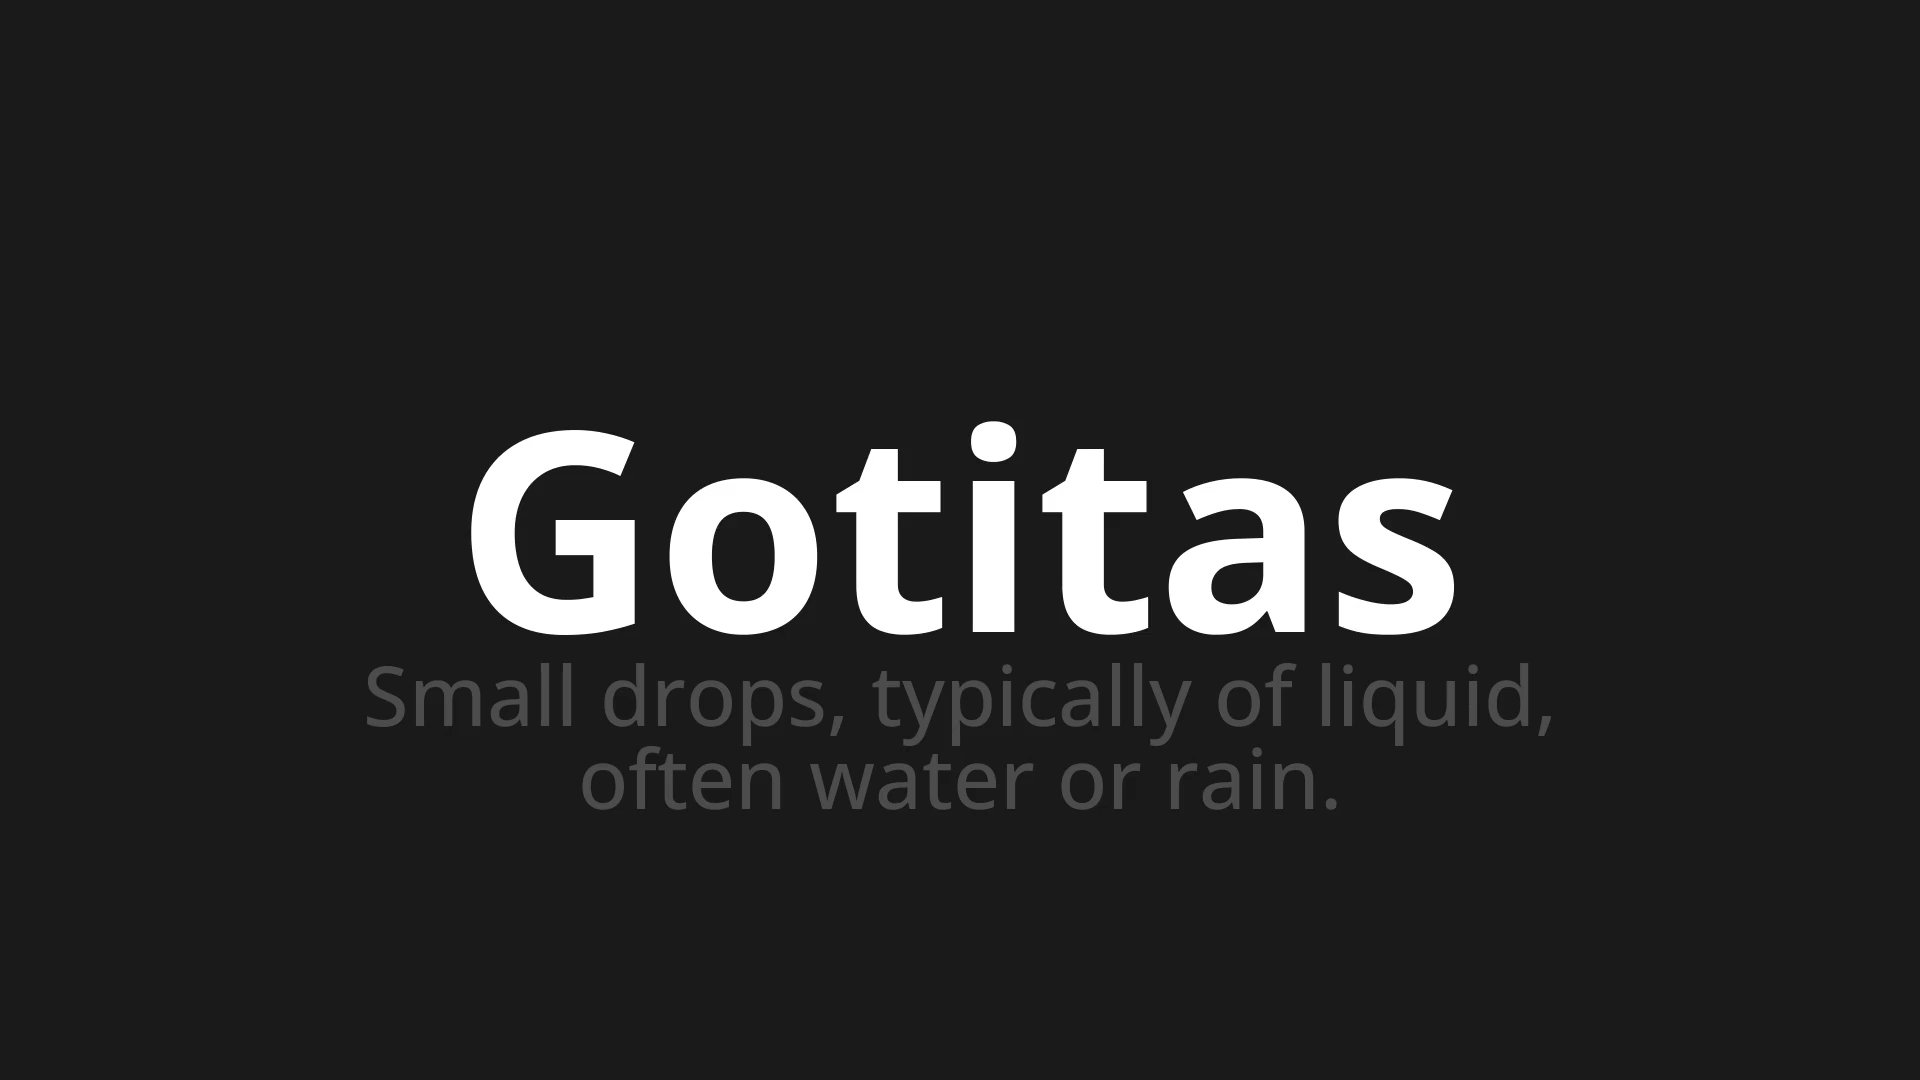 Gotitas
Small drops, typically of liquid,
often water or rain.